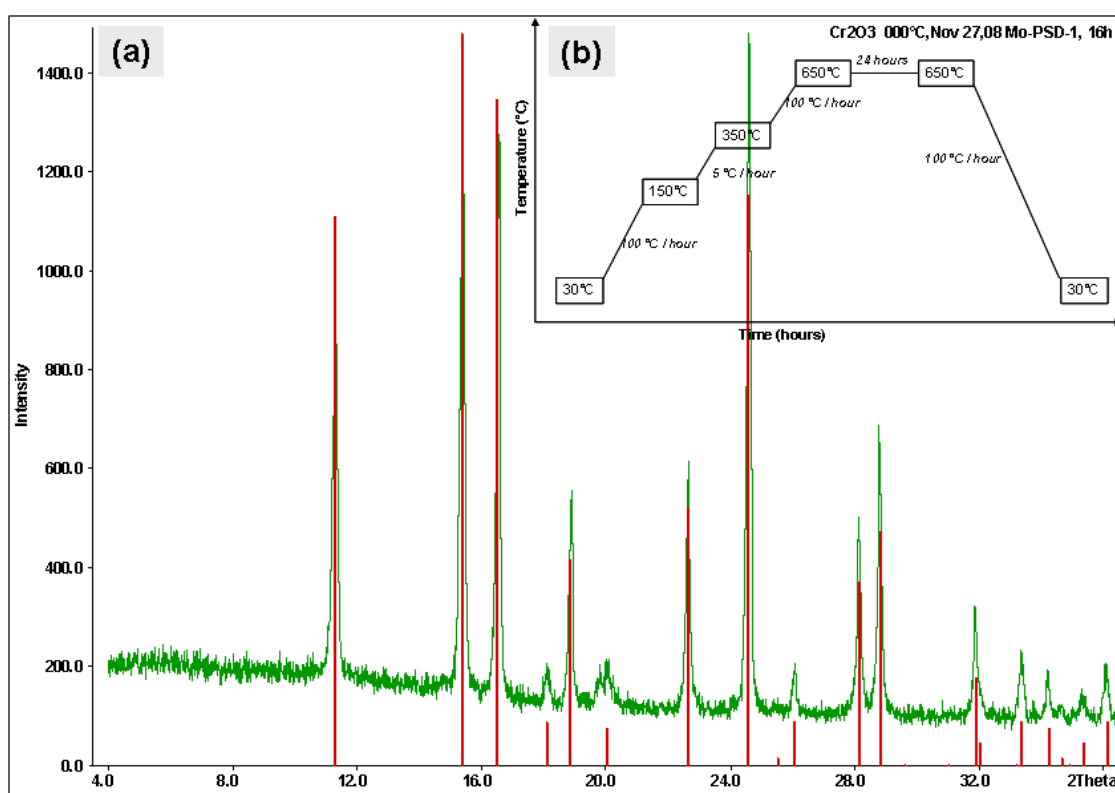 (a)
(b)
Cr2O3 000°C,Nov 27,08 Mo-PSD-1, 16h
24 hours
650°C
650°C
100 °C / hour
350°C
5 °C / hour
100 °C / hour
150°C
100 °C / hour
30°C
30°C
Temperature (°C)
Time (hours)
Intensity
1400.0
1200.0
1000.0
800.0
600.0
400.0
200.0
0.0
4.0 8.0 12.0 16.0 20.0 24.0 28.0 32.0 2Theta